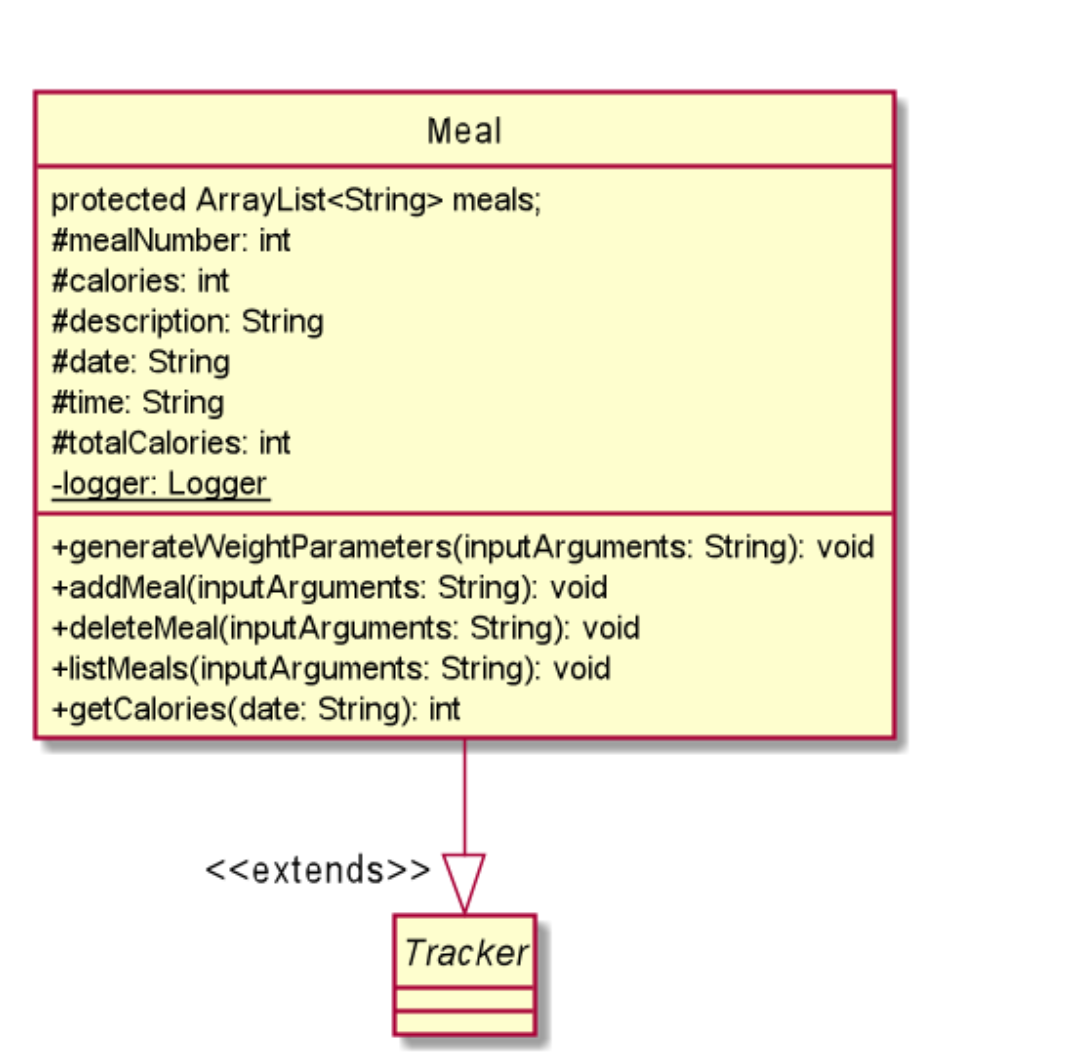 Meal
protected ArrayList<String> meals;
#mealNumber: int
#calories: int
#description: String
#date: String
#time: String
#totalCalories: int
-logger: Logger
+generateWeightParameters(inputArguments: String): void
+addMeal(inputArguments: String): void
+deleteMeal(inputArguments: String): void
+listMeals(inputArguments: String): void
+getCalories(date: String): int
<<extends>>
Tracker